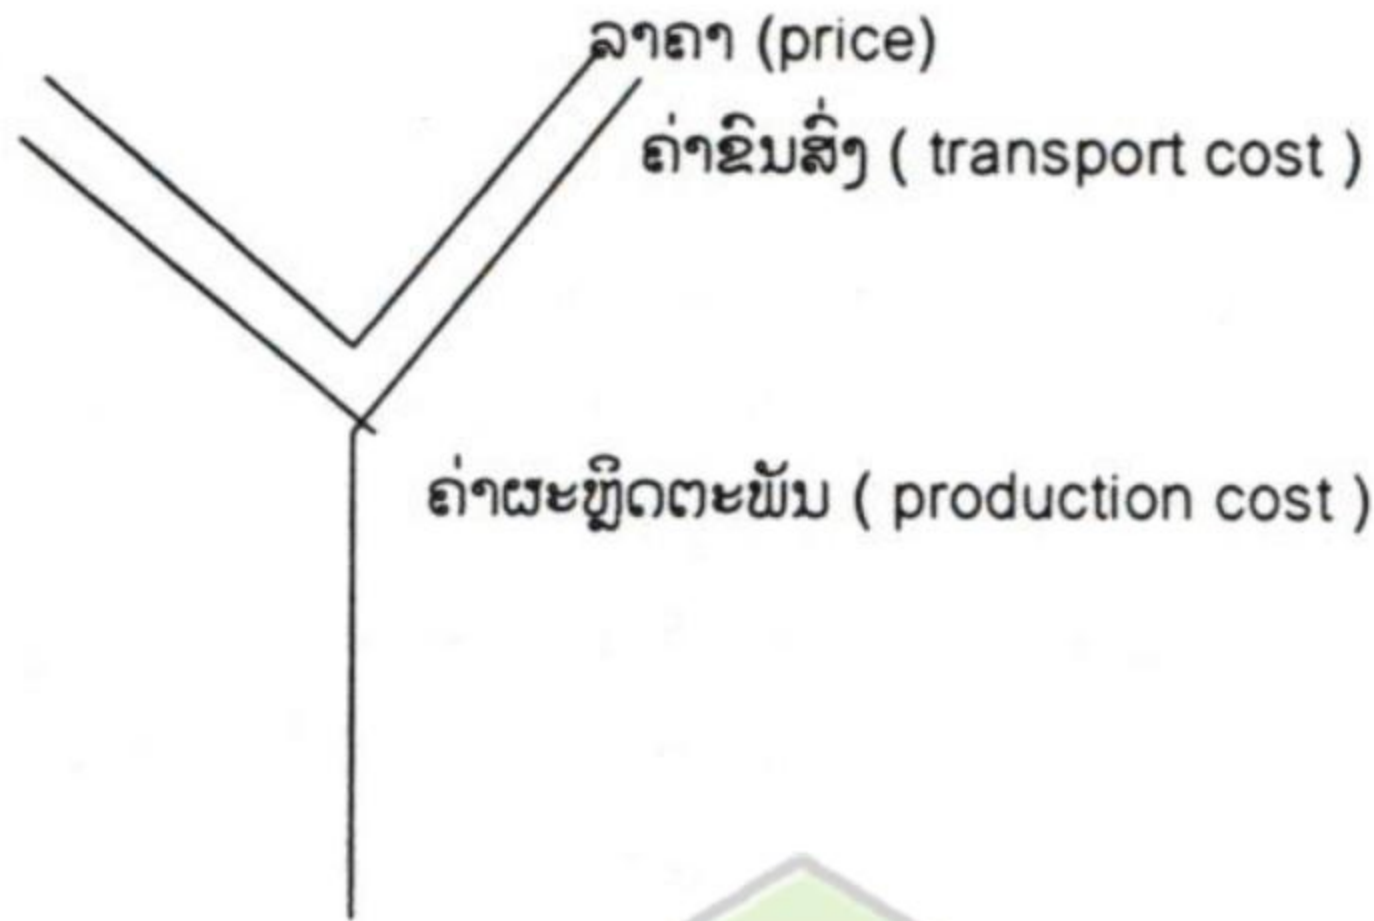 ລາຄາ (price)
ຄ່າຂົນສົ່ງ ( transport cost )
ຄ່າຜະຫຼິດຕະພັນ ( production cost )